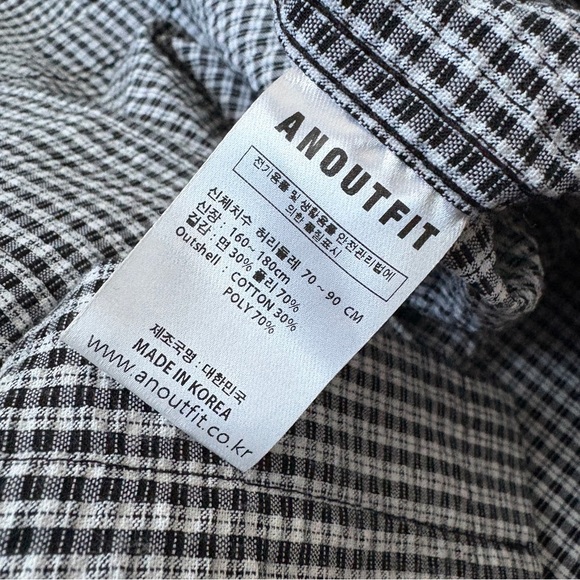 ANOUTFIT
전기용품 및 생활용품 안전관리법에
의한 품질표시
신체치수 허리둘레 70 ~ 90 CM
신장 : 160~ 180cm
겉감 : 면 30% 폴리 70%
Outshell : COTTON 30%
POLY 70%
제조국명 : 대한민국
MADE IN KOREA
www.anoutfit.co.kr